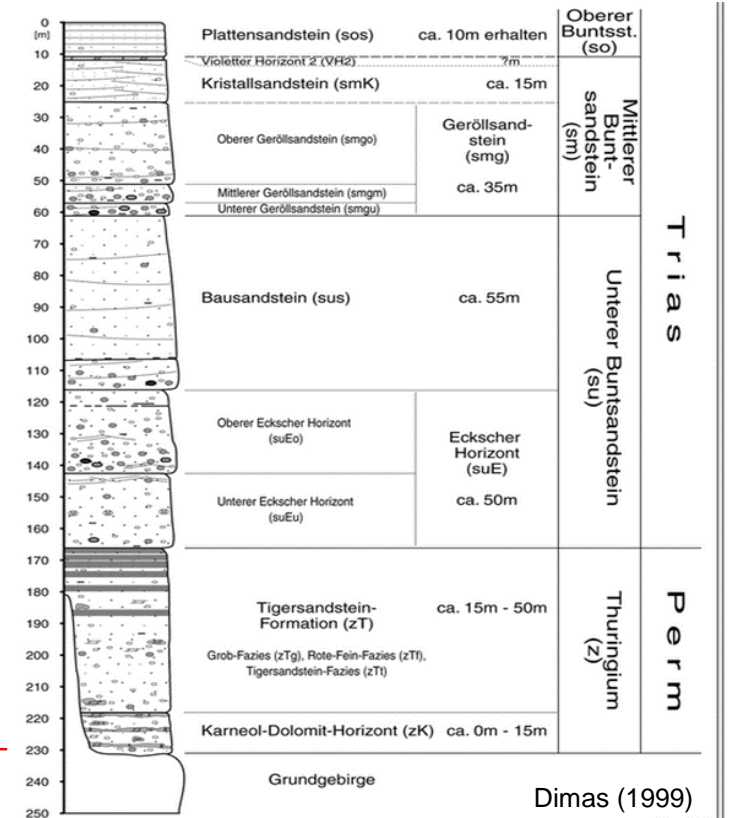 0
[m]
10
20
30
40
50
60
70
80
90
100
110
120
130
140
150
160
170
180
190
200
210
220
230
240
250
Plattensandstein (sos) ca. 10m erhalten
Violetter Horizont 2 (VH2) ?m
Kristallsandstein (smK) ca. 15m
Oberer Geröllsandstein (smgo)
Mittlerer Geröllsandstein (smgm)
Unterer Geröllsandstein (smgu)
Geröllsand-
stein
(smg)
ca. 35m
Bausandstein (sus) ca. 55m
Oberer Eckscher Horizont
(suEo)
Unterer Eckscher Horizont
(suEu)
Eckscher
Horizont
(suE)
ca. 50m
Tigersandstein-
Formation (zT)
ca. 15m - 50m
Grob-Fazies (zTg), Rote-Fein-Fazies (zTf),
Tigersandstein-Fazies (zTt)
Karneol-Dolomit-Horizont (zK) ca. 0m - 15m
Grundgebirge
Oberer
Buntsst.
(so)
Mittlerer
Bunt-
sandstein
(sm)
Unterer Buntsandstein
(su)
Thuringium
(z)
Trias
Perm
Dimas (1999)